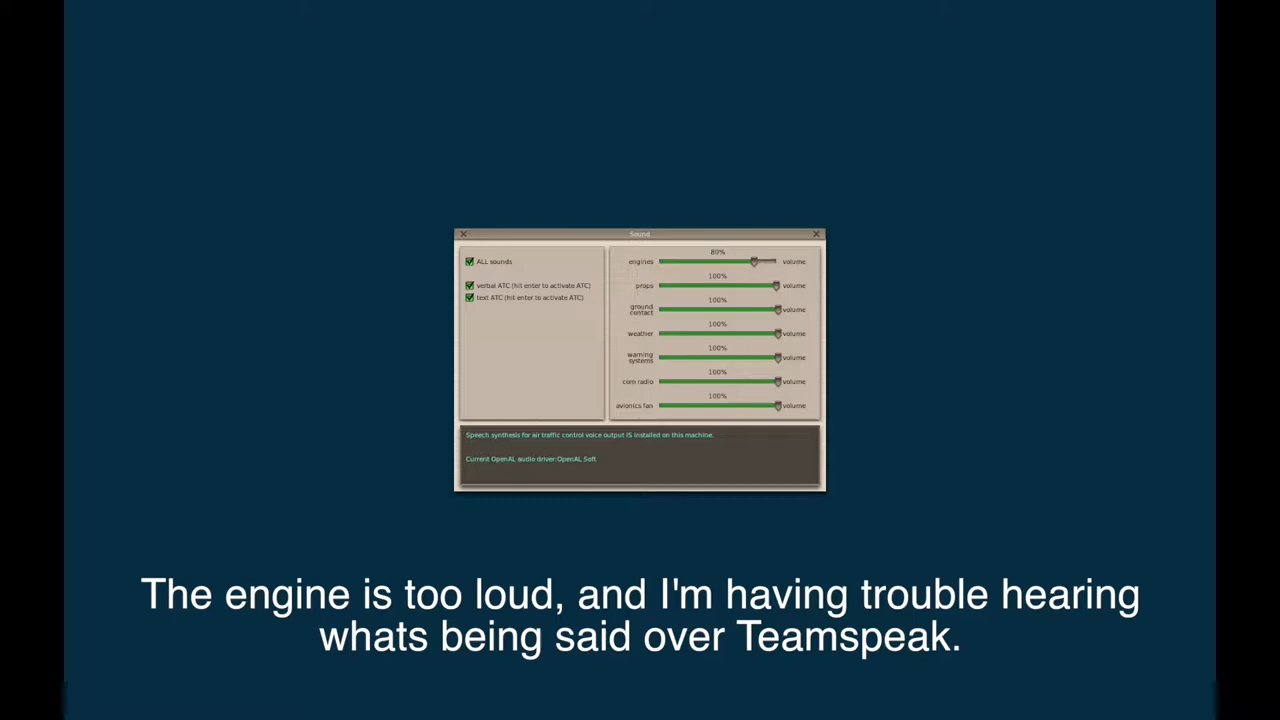 Sound
ALL sounds
verbal ATC (hit enter to activate ATC)
text ATC (hit enter to activate ATC)
80%
engines volume
100%
props volume
100%
ground
contact volume
100%
weather volume
100%
warning
systems volume
100%
com radio volume
100%
avionics fan volume
Speech synthesis for air traffic control voice output IS installed on this machine.
Current OpenAL audio driver:OpenAL Soft
The engine is too loud, and I'm having trouble hearing
whats being said over Teamspeak.